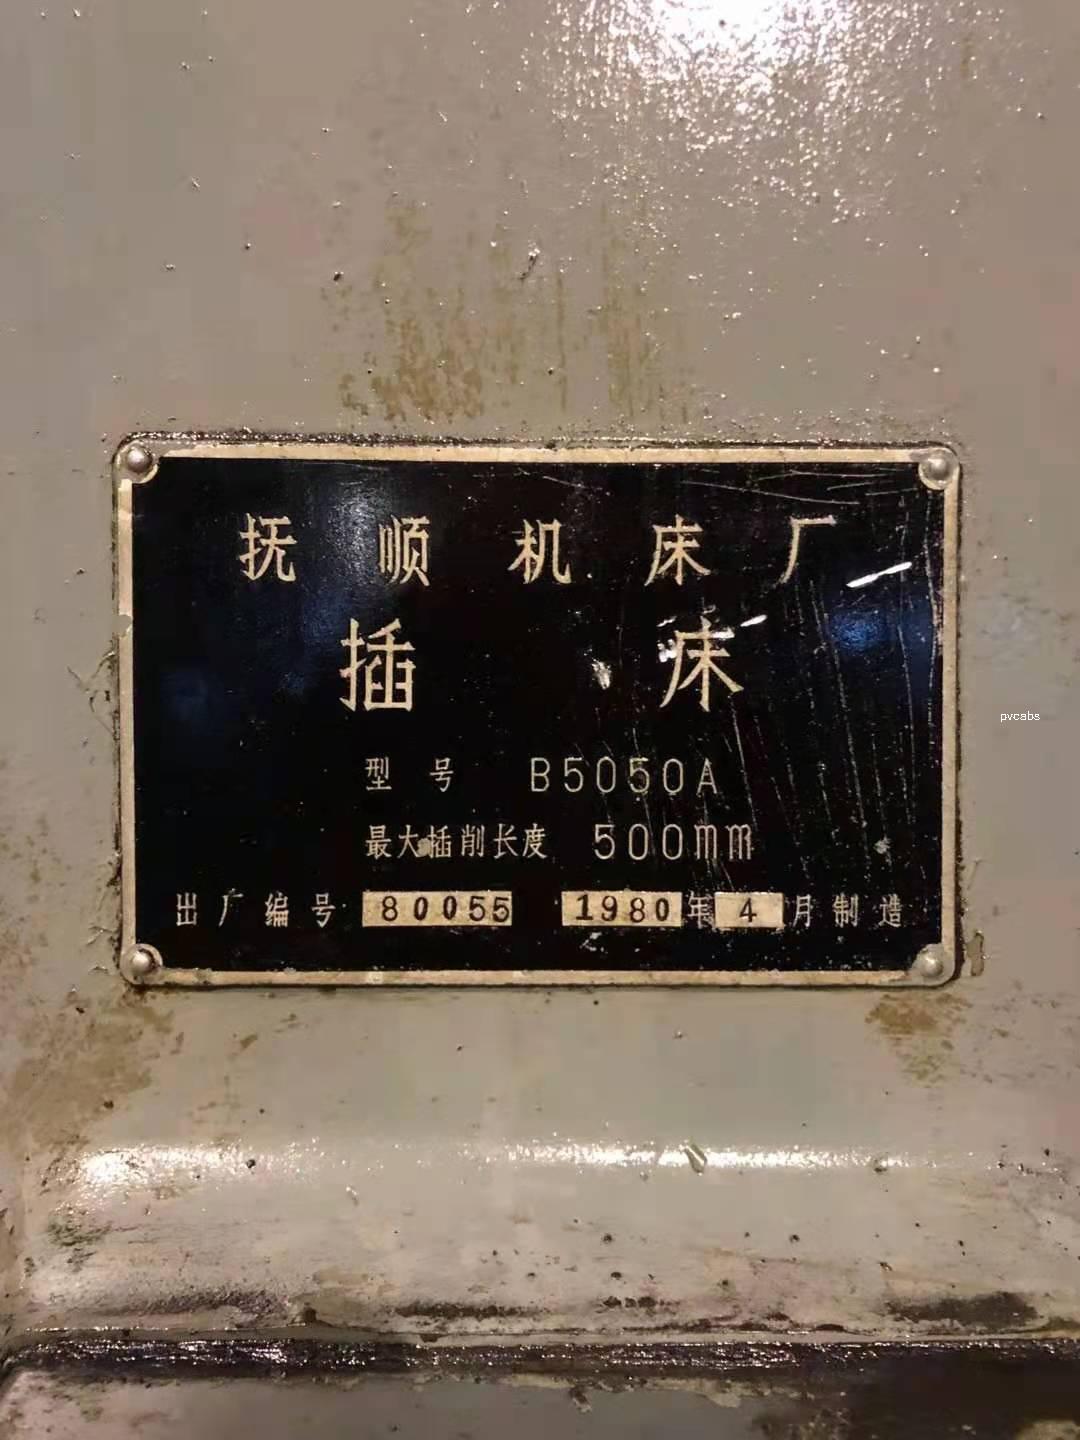 抚顺机床厂
插床
型号 B5050A
最大插削长度 500mm
出厂编号 80055 1980年4月制造
pvcabs